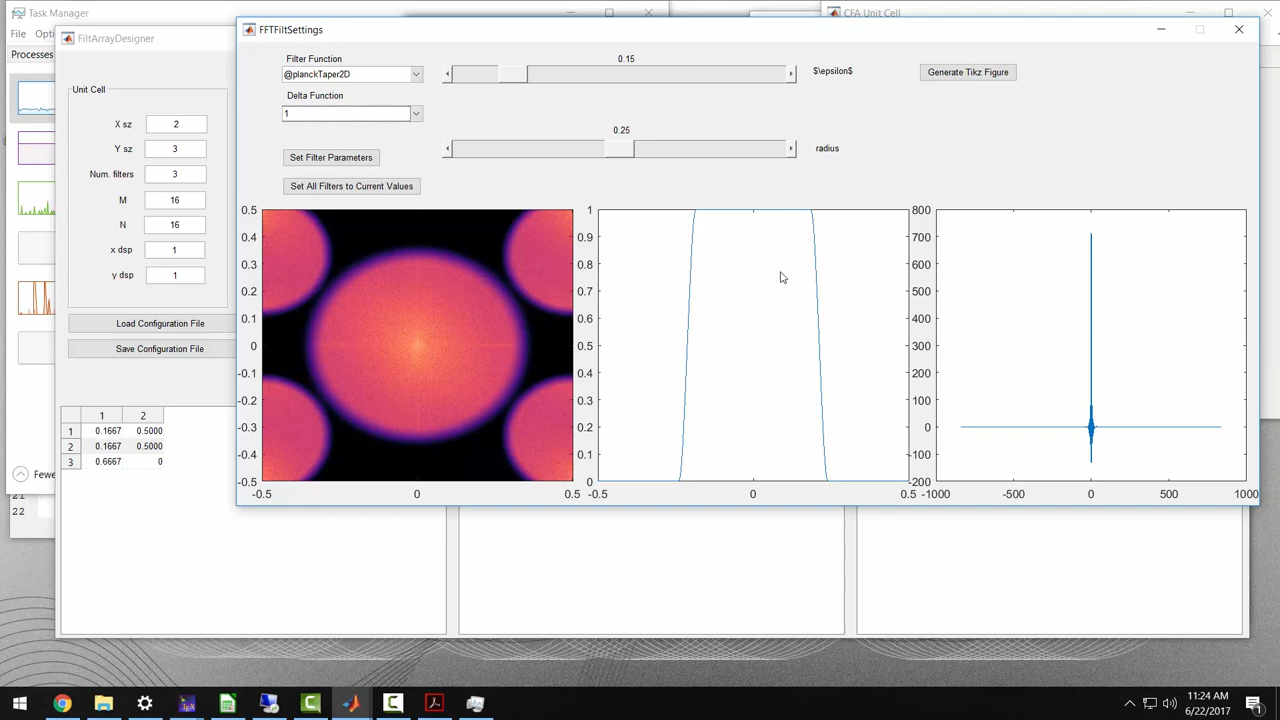 Task Manager
CFA Unit Cell
File Opti
Processes
FiltArrayDesigner
Unit Cell
X sz 2
Y sz 3
Num. filters 3
M 16
N 16
x dsp 1
y dsp 1
Load Configuration File
Save Configuration File
1 2
1 0.1667 0.5000
2 0.1667 0.5000
3 0.6667 0
Fewe
21
22
FFTFiltSettings
Filter Function
@planckTaper2D
Delta Function
1
Set Filter Parameters
Set All Filters to Current Values
0.15
$\epsilon$
0.25
radius
Generate Tikz Figure
0.5
0.4
0.3
0.2
0.1
0
-0.1
-0.2
-0.3
-0.4
-0.5
-0.5 0 0.5
1
0.9
0.8
0.7
0.6
0.5
0.4
0.3
0.2
0.1
0
-0.5 0 0.5
800
700
600
500
400
300
200
100
0
-100
-200
-1000 -500 0 500 1000
11:24 AM
6/22/2017
1